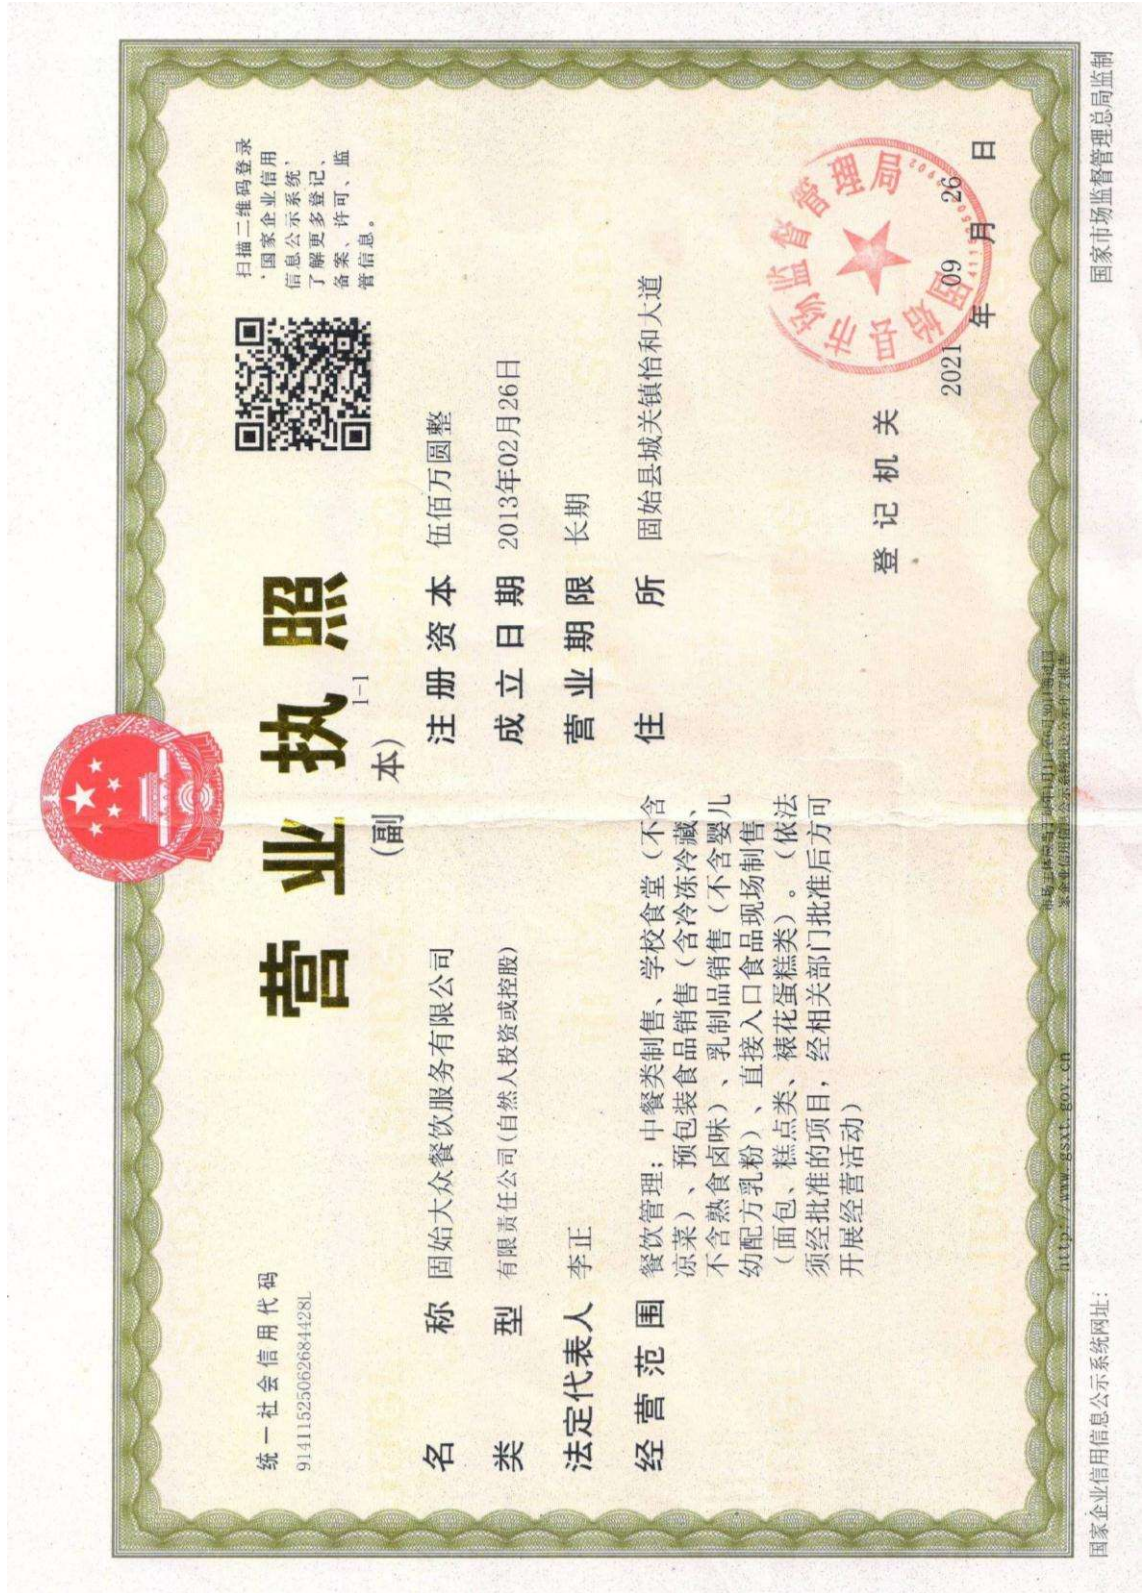 统一社会信用代码
91411525062684428L
营业执照
(副 本)
1-1
扫描二维码登录
‘国家企业信用
信息公示系统’
了解更多登记、
备案、许可、监
管信息。
名 称 固始大众餐饮服务有限公司
类 型 有限责任公司(自然人投资或控股)
法定代表人 李正
经营范围 餐饮管理；中餐类制售、学校食堂（不含
凉菜）、预包装食品销售（含冷冻冷藏、
不含熟食卤味）、乳制品销售（不含婴儿
幼配方乳粉）、直接入口食品现场制售
（面包、糕点类、裱花蛋糕类）。（依法
须经批准的项目，经相关部门批准后方可
开展经营活动）
注册资本 伍佰万圆整
成立日期 2013年02月26日
营业期限 长期
住 所 固始县城关镇怡和大道
登记机关
固始县市场监督管理局
2021 年 09 月 26 日
国家企业信用信息公示系统网址：
http://www.gsxt.gov.cn
国家市场监督管理总局监制